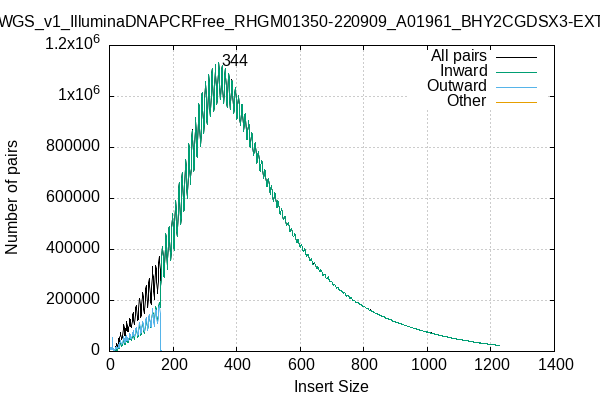 WGS_v1_IlluminaDNAPCRFree_RHGM01350-220909_A01961_BHY2CGDSX3-EXT
1.2x10⁶
1x10⁶
800000
600000
400000
200000
0
Number of pairs
344
All pairs
Inward
Outward
Other
0 200 400 600 800 1000 1200 1400
Insert Size